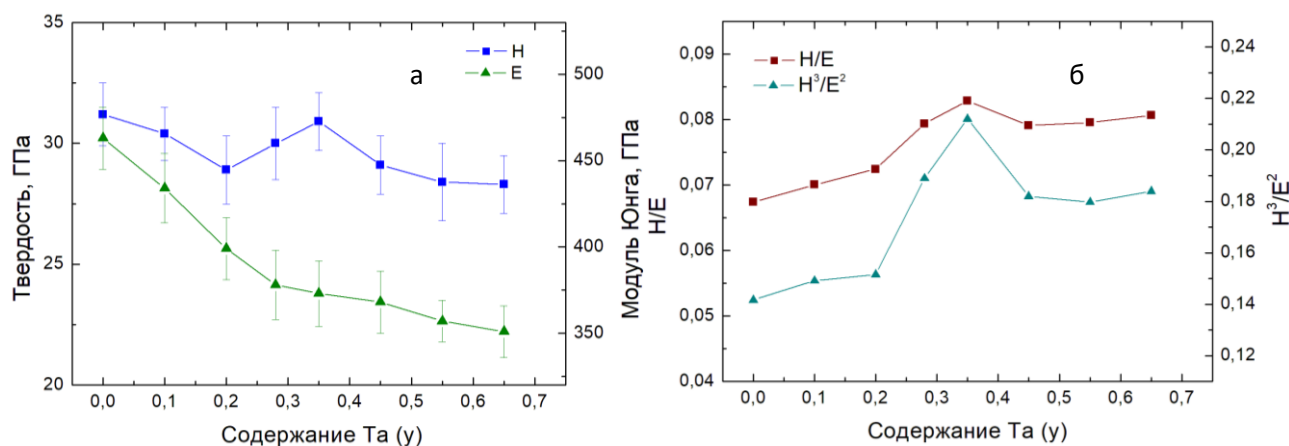 35
30
25
20
Твердость, ГПа
500
450
400
350
Модуль Юнга, ГПа
H
E
а
0,0 0,1 0,2 0,3 0,4 0,5 0,6 0,7
Содержание Ta (y)
0,09
0,08
0,07
0,06
0,05
0,04
H/E
0,24
0,22
0,20
0,18
0,16
0,14
0,12
H³/E²
H/E
H³/E²
б
0,0 0,1 0,2 0,3 0,4 0,5 0,6 0,7
Содержание Ta (y)